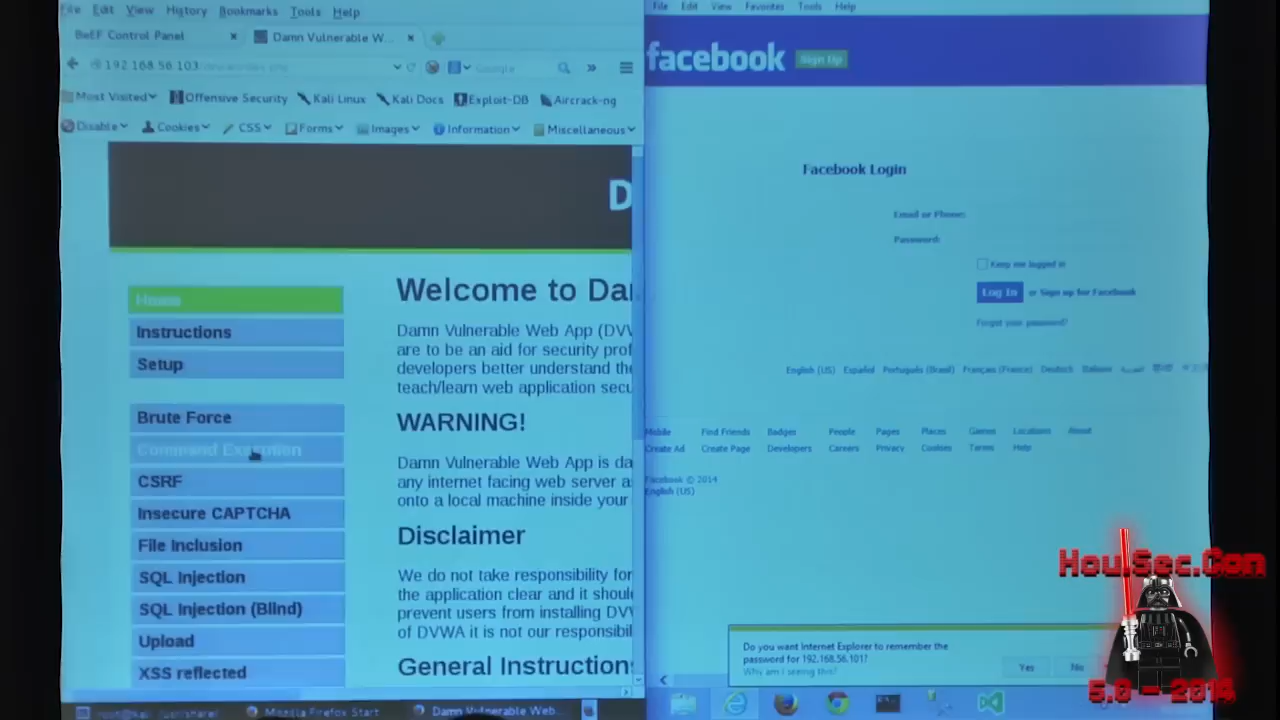 File Edit View History Bookmarks Tools Help
BeEF Control Panel × Damn Vulnerable W... ×
192.168.56.103
Google
Most Visited Offensive Security Kali Linux Kali Docs Exploit-DB Aircrack-ng
Disable Cookies CSS Forms Images Information Miscellaneous
D
Home
Instructions
Setup
Brute Force
Command Execution
CSRF
Insecure CAPTCHA
File Inclusion
SQL Injection
SQL Injection (Blind)
Upload
XSS reflected
Welcome to Dar
Damn Vulnerable Web App (DVW
are to be an aid for security prof
developers better understand the
teach/learn web application secu
WARNING!
Damn Vulnerable Web App is da
any internet facing web server a
onto a local machine inside your
Disclaimer
We do not take responsibility for
the application clear and it shoul
prevent users from installing DV
of DVWA it is not our responsibil
General Instructions
Mozilla Firefox Start Damn Vulnerable Web...
File Edit View Favorites Tools Help
facebook Sign Up
Facebook Login
Email or Phone:
Password:
Keep me logged in
Log In or Sign up for Facebook
Forgot your password?
English (US) Español Português (Brasil) Français (France) Deutsch Italiano
Mobile Find Friends Badges People Pages Places Games Locations About
Create Ad Create Page Developers Careers Privacy Cookies Terms Help
Facebook © 2014
English (US)
Do you want Internet Explorer to remember the
password for 192.168.56.101?
Why am I seeing this?
Yes No
Hou.Sec.Con
5.0 - 2014